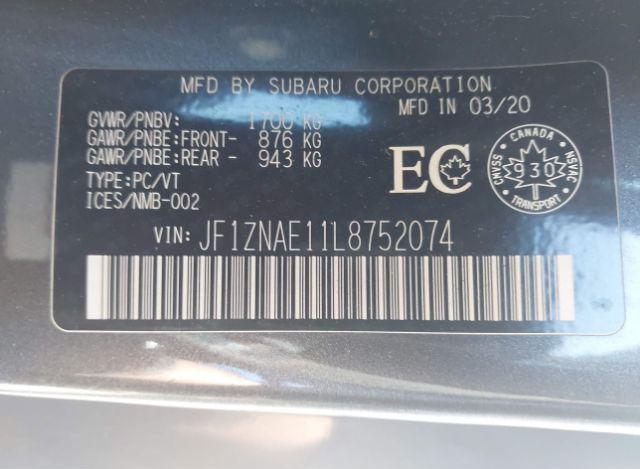 MFD BY SUBARU CORPORATION
MFD IN 03/20
GVWR/PNBV: 1700 KG
GAWR/PNBE:FRONT- 876 KG
GAWR/PNBE:REAR - 943 KG
TYPE:PC/VT
ICES/NMB-002
EC
CANADA
CMVSS 930 NSVAC
TRANSPORT
VIN: JF1ZNAE11L8752074